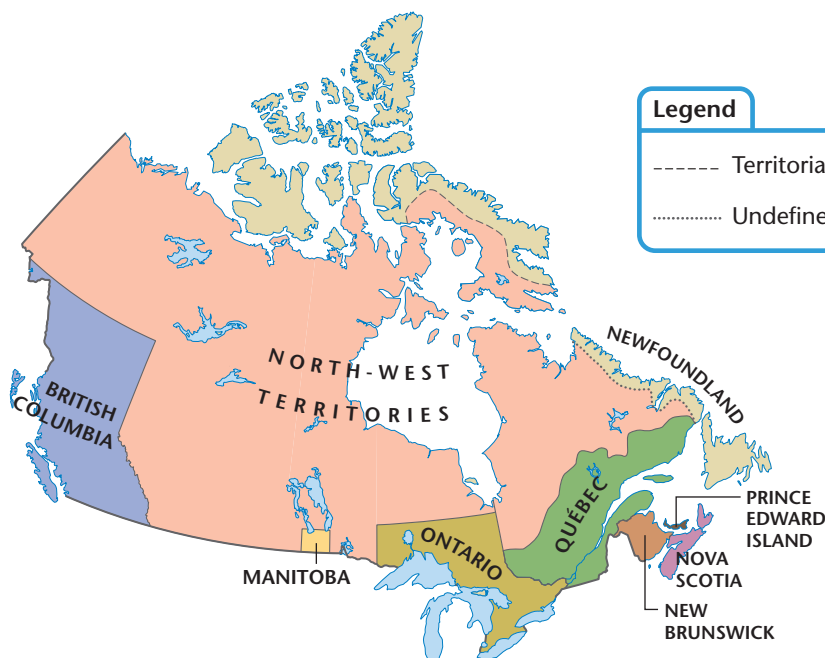 Legend
Territoria
Undefine
NEWFOUNDLAND
NORTH-WEST
TERRITORIES
BRITISH
COLUMBIA
QUÉBEC
ONTARIO
MANITOBA
PRINCE
EDWARD
ISLAND
NOVA
SCOTIA
NEW
BRUNSWICK